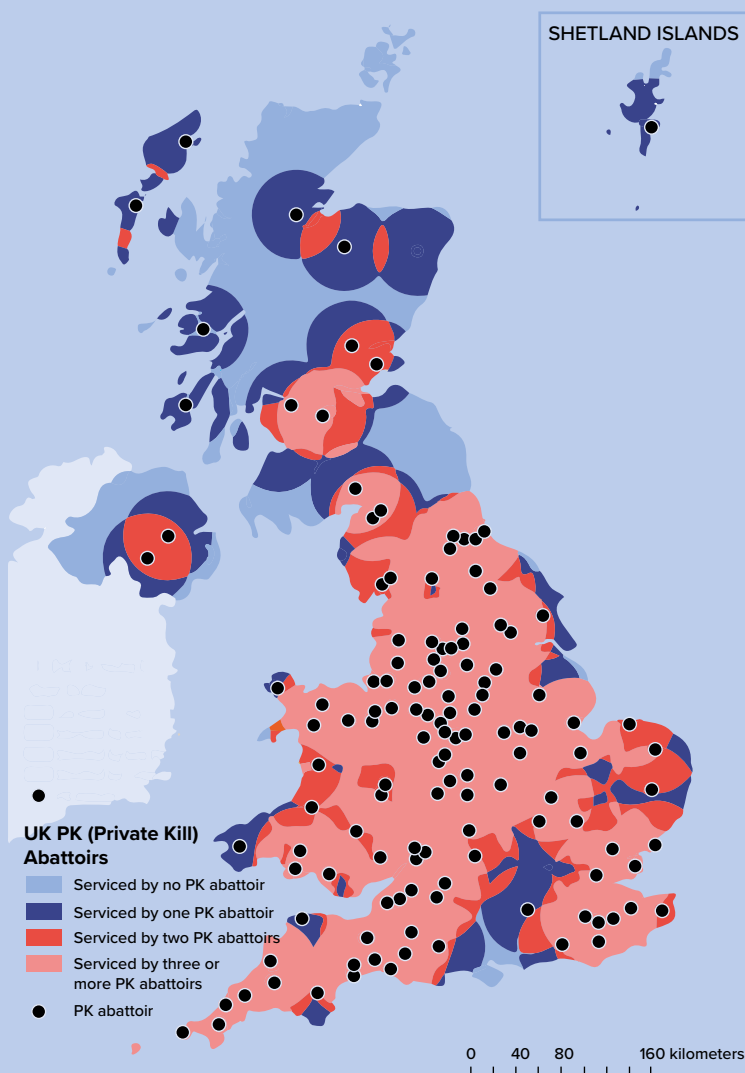 SHETLAND ISLANDS
UK PK (Private Kill)
Abattoirs
Serviced by no PK abattoir
Serviced by one PK abattoir
Serviced by two PK abattoirs
Serviced by three or
more PK abattoirs
PK abattoir
0 40 80 160 kilometers